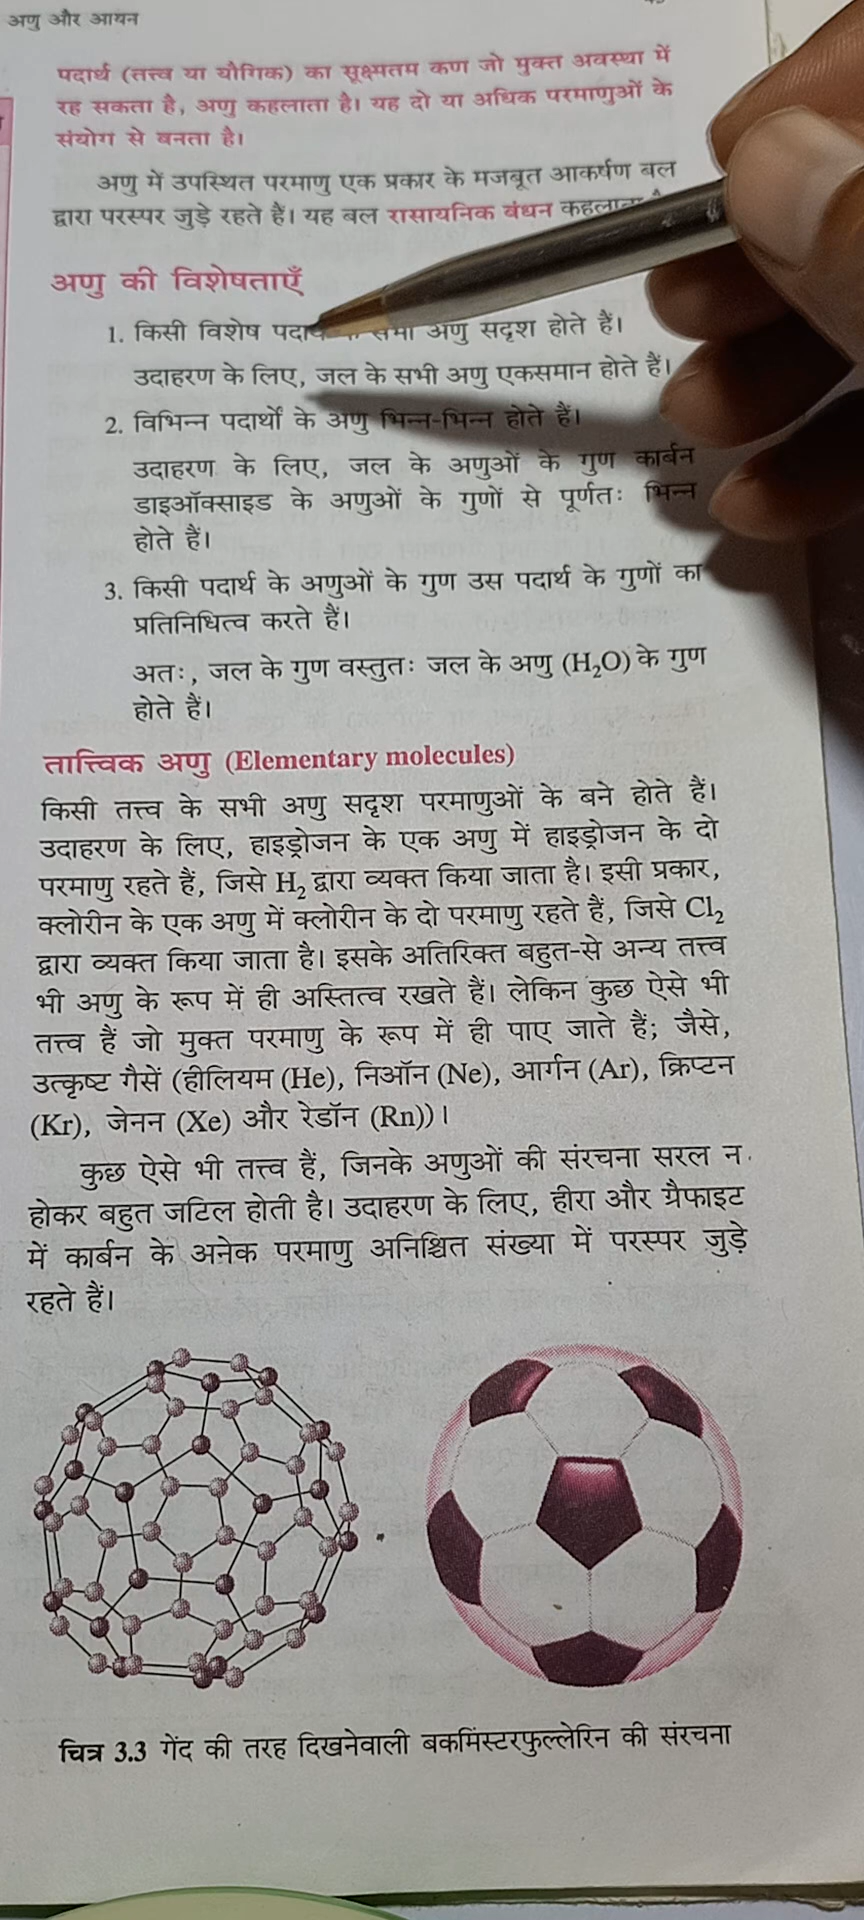 अणु और आयन
पदार्थ (तत्त्व या यौगिक) का सूक्ष्मतम कण जो मुक्त अवस्था में
रह सकता है, अणु कहलाता है। यह दो या अधिक परमाणुओं के
संयोग से बनता है।
अणु में उपस्थित परमाणु एक प्रकार के मजबूत आकर्षण बल
द्वारा परस्पर जुड़े रहते हैं। यह बल रासायनिक बंधन
अणु की विशेषताएँ
1. किसी विशेष अणु सदृश होते हैं।
उदाहरण के लिए, जल के सभी अणु एकसमान होते हैं।
2. विभिन्न पदार्थों के अणु भिन्न-भिन्न होते हैं।
उदाहरण के लिए, जल के अणुओं के गुण कार्बन
डाइऑक्साइड के अणुओं के गुणों से पूर्णतः भिन्न
होते हैं।
3. किसी पदार्थ के अणुओं के गुण उस पदार्थ के गुणों का
प्रतिनिधित्व करते हैं।
अतः, जल के गुण वस्तुतः जल के अणु (H₂O) के गुण
होते हैं।
तात्त्विक अणु (Elementary molecules)
किसी तत्त्व के सभी अणु सदृश परमाणुओं के बने होते हैं।
उदाहरण के लिए, हाइड्रोजन के एक अणु में हाइड्रोजन के दो
परमाणु रहते हैं, जिसे H₂ द्वारा व्यक्त किया जाता है। इसी प्रकार,
क्लोरीन के एक अणु में क्लोरीन के दो परमाणु रहते हैं, जिसे Cl₂
द्वारा व्यक्त किया जाता है। इसके अतिरिक्त बहुत-से अन्य तत्त्व
भी अणु के रूप में ही अस्तित्व रखते हैं। लेकिन कुछ ऐसे भी
तत्त्व हैं जो मुक्त परमाणु के रूप में ही पाए जाते हैं; जैसे,
उत्कृष्ट गैसें (हीलियम (He), निऑन (Ne), आर्गन (Ar), क्रिप्टन
(Kr), जेनन (Xe) और रेडॉन (Rn))।
कुछ ऐसे भी तत्त्व हैं, जिनके अणुओं की संरचना सरल न
होकर बहुत जटिल होती है। उदाहरण के लिए, हीरा और ग्रैफाइट
में कार्बन के अनेक परमाणु अनिश्चित संख्या में परस्पर जुड़े
रहते हैं।
चित्र 3.3 गेंद की तरह दिखनेवाली बकमिंस्टरफुल्लेरिन की संरचना